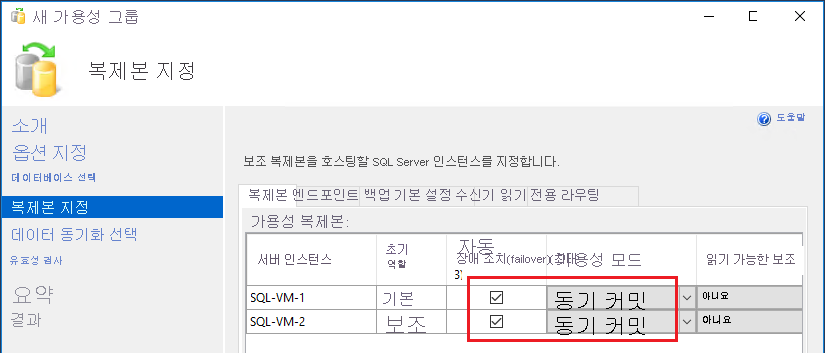 새 가용성 그룹
복제본 지정
도움말
소개
옵션 지정
데이터베이스 선택
복제본 지정
데이터 동기화 선택
유효성 검사
요약
결과
보조 복제본을 호스팅할 SQL Server 인스턴스를 지정합니다.
복제본 엔드포인트 백업 기본 설정 수신기 읽기 전용 라우팅
가용성 복제본:
서버 인스턴스 초기 역할 자동 장애 조치(failover)( 3) 가용성 모드 읽기 가능한 보조
SQL-VM-1 기본 동기 커밋 아니요
SQL-VM-2 보조 동기 커밋 아니요